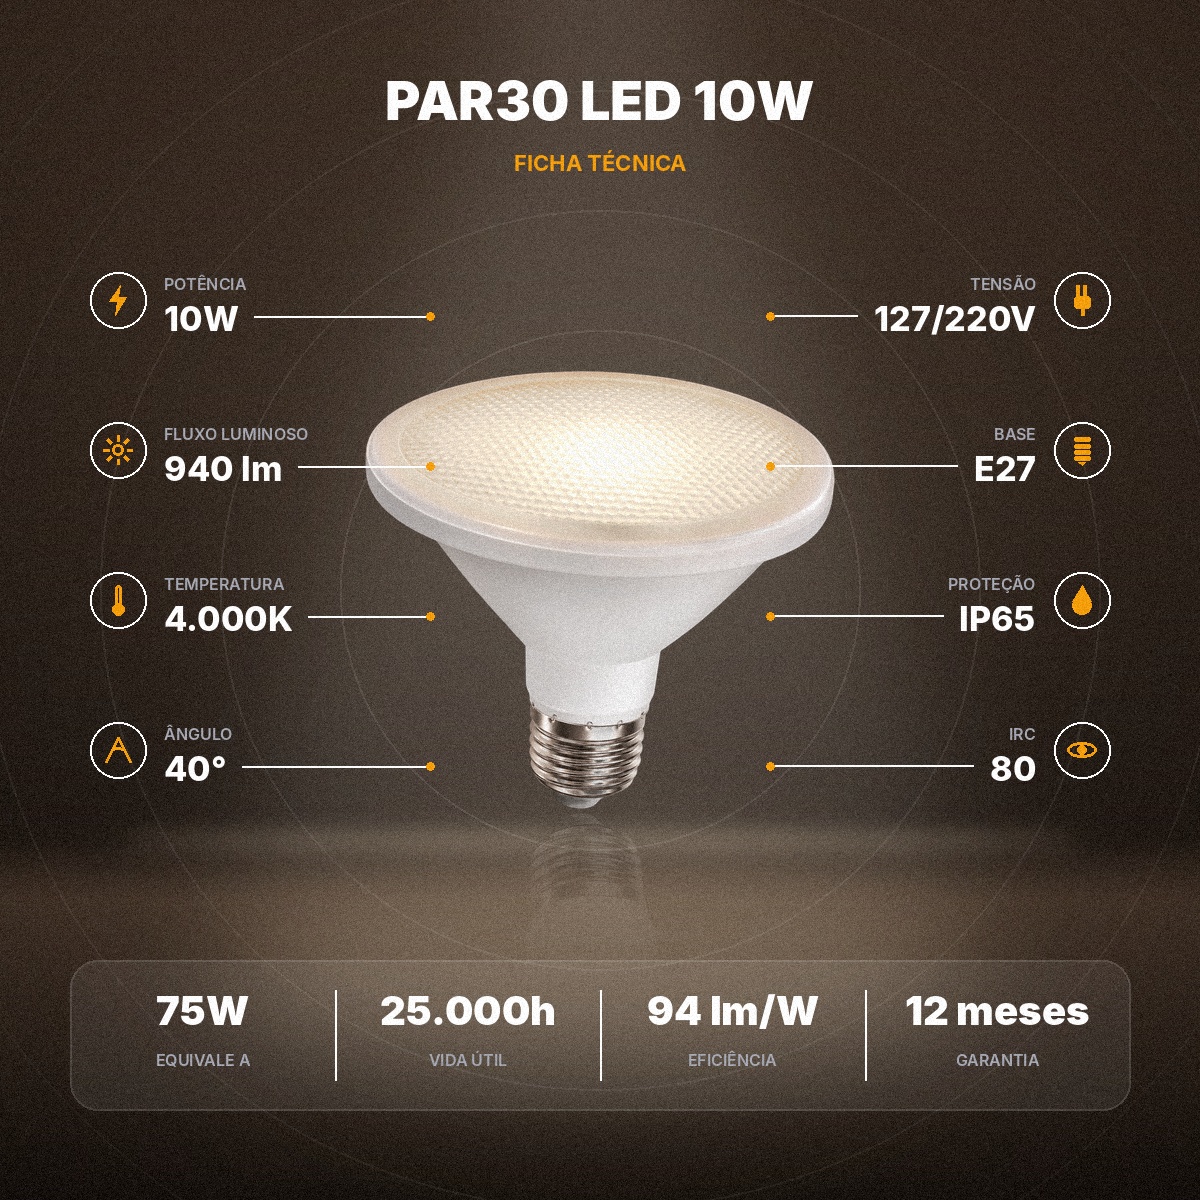 PAR30 LED 10W
FICHA TÉCNICA
POTÊNCIA
10W
TENSÃO
127/220V
FLUXO LUMINOSO
940 lm
BASE
E27
TEMPERATURA
4.000K
PROTEÇÃO
IP65
ÂNGULO
40°
IRC
80
75W
EQUIVALE A
25.000h
VIDA ÚTIL
94 lm/W
EFICIÊNCIA
12 meses
GARANTIA